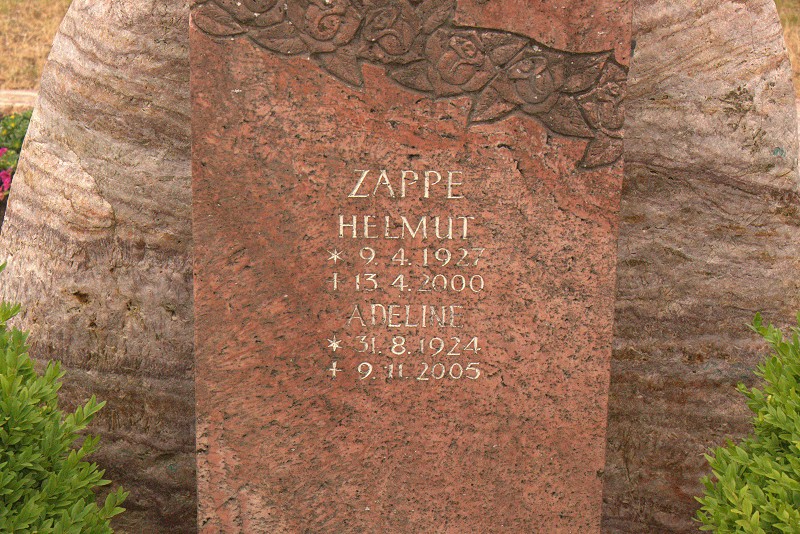 ZAPPE
HELMUT
* 9. 4. 1927
† 13. 4. 2000
ADELINE
* 31. 8. 1924
† 9. 11. 2005